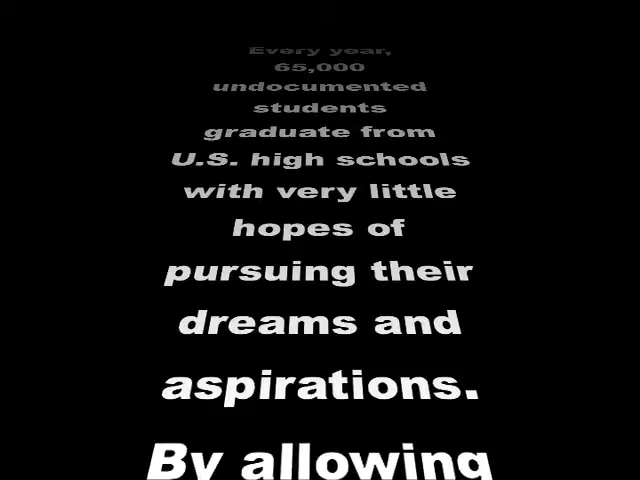 Every year,
65,000
undocumented
students
graduate from
U.S. high schools
with very little
hopes of
pursuing their
dreams and
aspirations.
By allowing